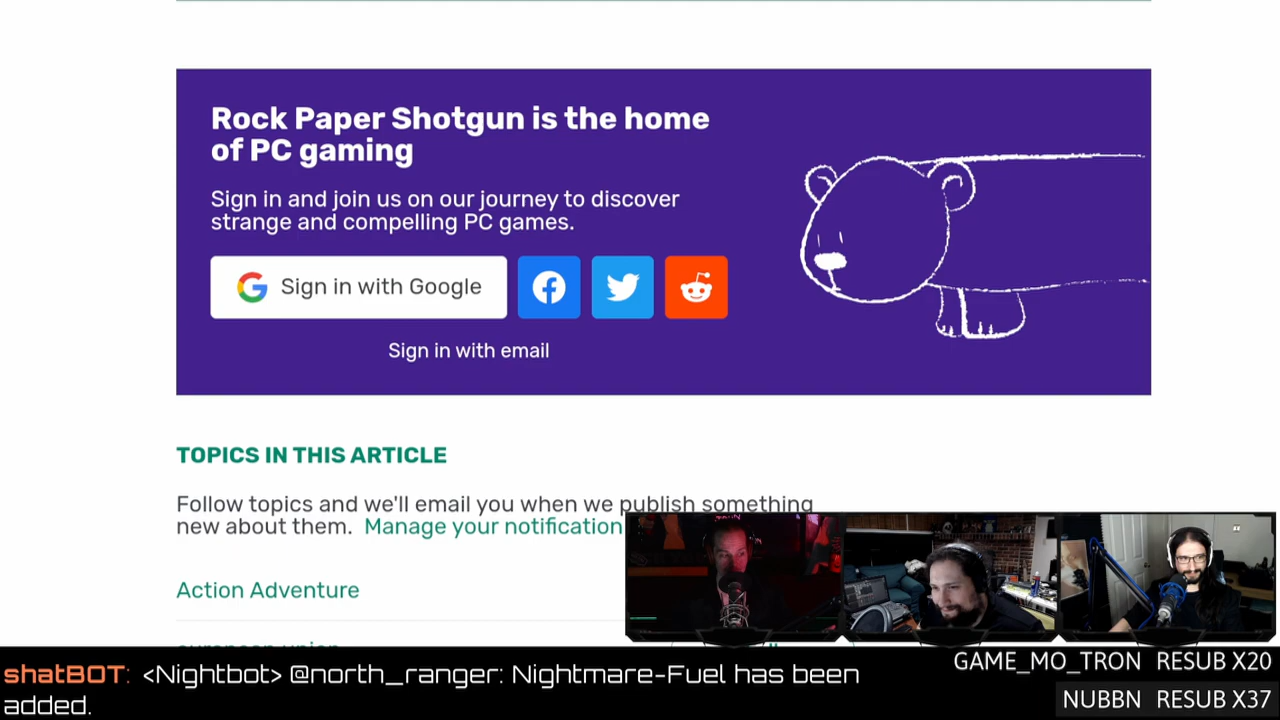 Rock Paper Shotgun is the home
of PC gaming
Sign in and join us on our journey to discover
strange and compelling PC games.
Sign in with Google
Sign in with email
TOPICS IN THIS ARTICLE
Follow topics and we'll email you when we publish something
new about them. Manage your notification
Action Adventure
european union
shatBOT: <Nightbot> @north_ranger: Nightmare-Fuel has been
added.
GAME_MO_TRON RESUB X20
NUBBN RESUB X37